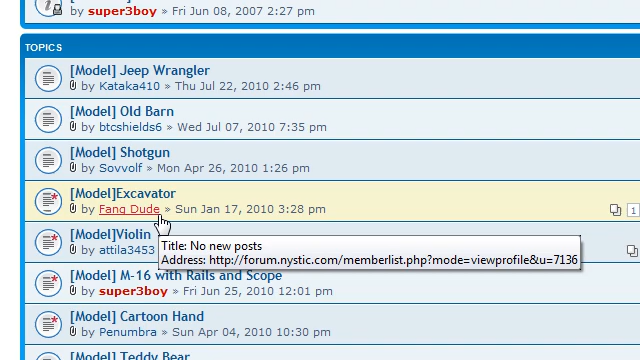 by super3boy » Fri Jun 08, 2007 2:27 pm
TOPICS
[Model] Jeep Wrangler
by Kataka410 » Thu Jul 22, 2010 2:46 pm
[Model] Old Barn
by btcshields6 » Wed Jul 07, 2010 7:35 pm
[Model] Shotgun
by Sovvolf » Mon Apr 26, 2010 1:26 pm
[Model]Excavator
by Fang Dude » Sun Jan 17, 2010 3:28 pm
1
[Model]Violin
by attila3453
Title: No new posts
Address: http://forum.nystic.com/memberlist.php?mode=viewprofile&u=7136
[Model] M-16 with Rails and Scope
by super3boy » Fri Jun 25, 2010 12:01 pm
[Model] Cartoon Hand
by Penumbra » Sun Apr 04, 2010 10:30 pm
[Model] Teddy Bear